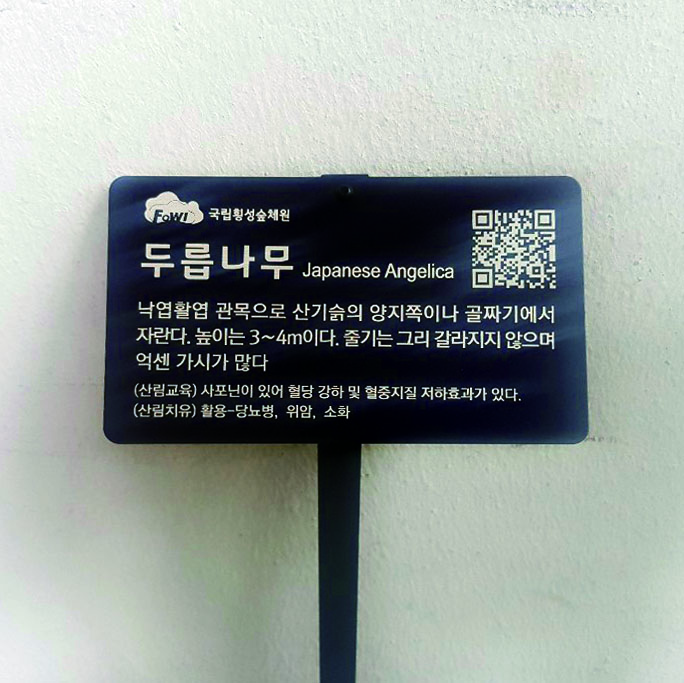 FoWI 국립횡성숲체원
두릅나무 Japanese Angelica
낙엽활엽 관목으로 산기슭의 양지쪽이나 골짜기에서
자란다. 높이는 3~4m이다. 줄기는 그리 갈라지지 않으며
억센 가시가 많다
(산림교육) 사포닌이 있어 혈당 강하 및 혈중지질 저하효과가 있다.
(산림치유) 활용-당뇨병, 위암, 소화